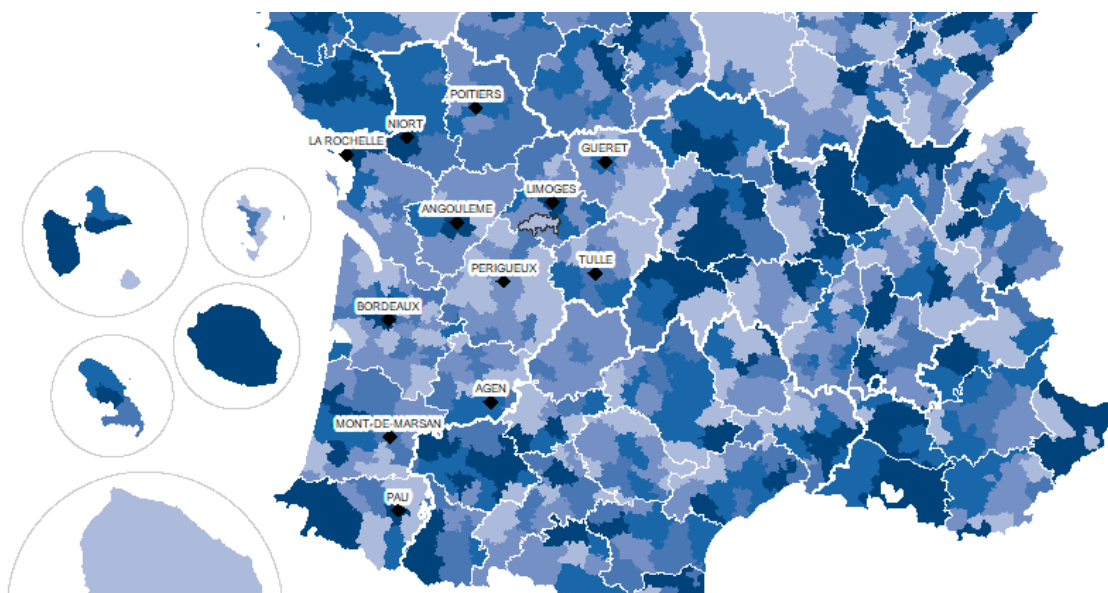 POITIERS
NIORT
LA ROCHELLE
GUERET
LIMOGES
ANGOULEME
PERIGUEUX
TULLE
BORDEAUX
AGEN
MONT-DE-MARSAN
PAU